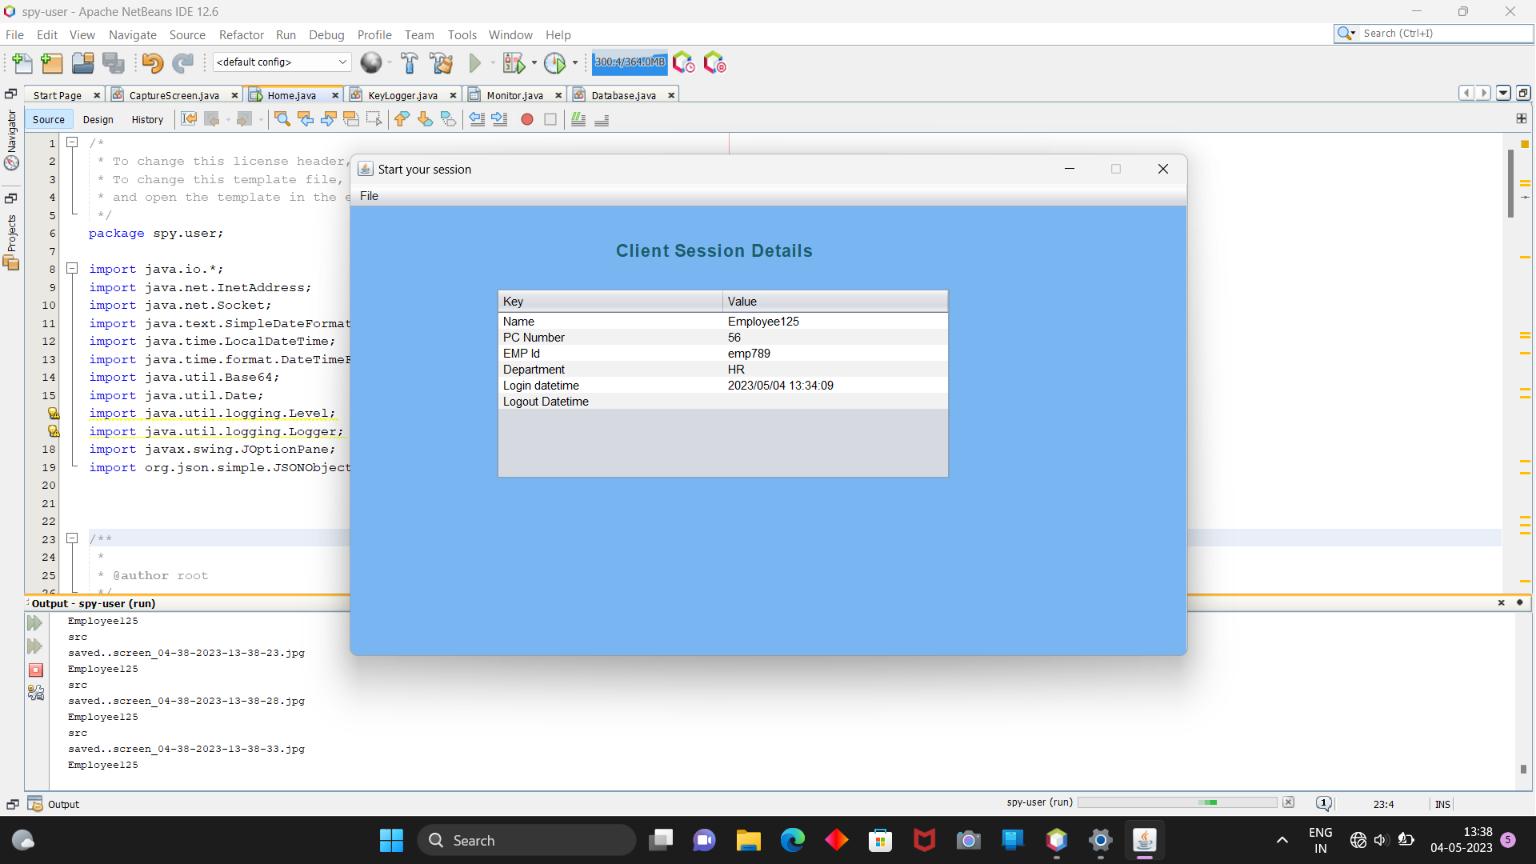 spy-user - Apache NetBeans IDE 12.6
File Edit View Navigate Source Refactor Run Debug Profile Team Tools Window Help
Search (Ctrl+I)
<default config>
300.4/364.0MB
Start Page CaptureScreen.java Home.java KeyLogger.java Monitor.java Database.java
Source Design History
Navigator
Projects
1 /*
2 * To change this license header,
3 * To change this template file,
4 * and open the template in the e
5 */
6 package spy.user;
7
8 import java.io.*;
9 import java.net.InetAddress;
10 import java.net.Socket;
11 import java.text.SimpleDateFormat
12 import java.time.LocalDateTime;
13 import java.time.format.DateTimeF
14 import java.util.Base64;
15 import java.util.Date;
import java.util.logging.Level;
import java.util.logging.Logger;
18 import javax.swing.JOptionPane;
19 import org.json.simple.JSONObject
20
21
22
23 /**
24 *
25 * @author root
26 */
Start your session
File
Client Session Details
Key Value
Name Employee125
PC Number 56
EMP Id emp789
Department HR
Login datetime 2023/05/04 13:34:09
Logout Datetime
Output - spy-user (run)
Employee125
src
saved..screen_04-38-2023-13-38-23.jpg
Employee125
src
saved..screen_04-38-2023-13-38-28.jpg
Employee125
src
saved..screen_04-38-2023-13-38-33.jpg
Employee125
Output
spy-user (run)
1
23:4
INS
Search
ENG
IN
13:38
04-05-2023
5